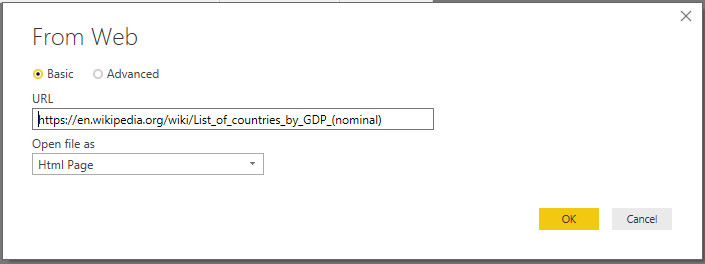 From Web
Basic Advanced
URL
https://en.wikipedia.org/wiki/List_of_countries_by_GDP_(nominal)
Open file as
Html Page
OK Cancel